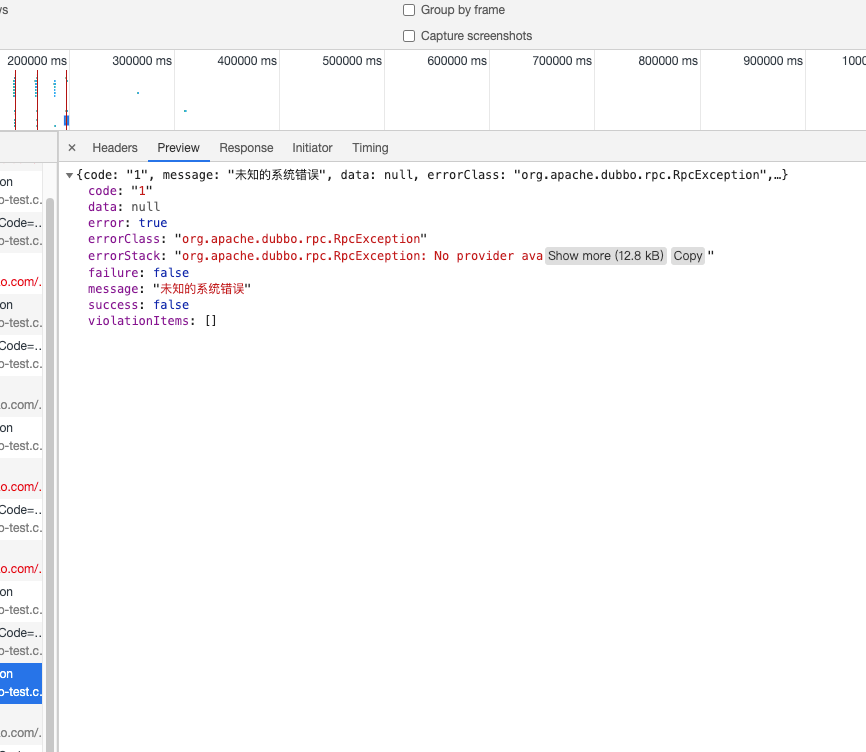 ws
Group by frame
Capture screenshots
200000 ms
300000 ms
400000 ms
500000 ms
600000 ms
700000 ms
800000 ms
900000 ms
1000
× Headers Preview Response Initiator Timing
{code: "1", message: "未知的系统错误", data: null, errorClass: "org.apache.dubbo.rpc.RpcException",…}
code: "1"
data: null
error: true
errorClass: "org.apache.dubbo.rpc.RpcException"
errorStack: "org.apache.dubbo.rpc.RpcException: No provider ava Show more (12.8 kB) Copy "
failure: false
message: "未知的系统错误"
success: false
violationItems: []
on
o-test.c.
Code=…
o-test.c.
.o.com/.
on
o-test.c.
Code=…
o-test.c.
.o.com/.
on
o-test.c.
.o.com/.
Code=…
o-test.c.
.o.com/.
on
o-test.c.
Code=…
o-test.c.
on
o-test.c.
.o.com/.